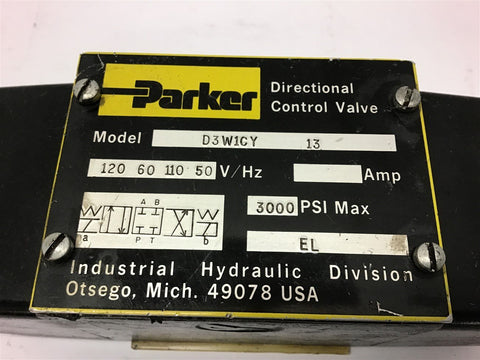 Parker
Directional
Control Valve
Model D3W1CY 13
120 60 110 50 V/Hz Amp
A B
P T
a b
3000 PSI Max
EL
Industrial Hydraulic Division
Otsego, Mich. 49078 USA